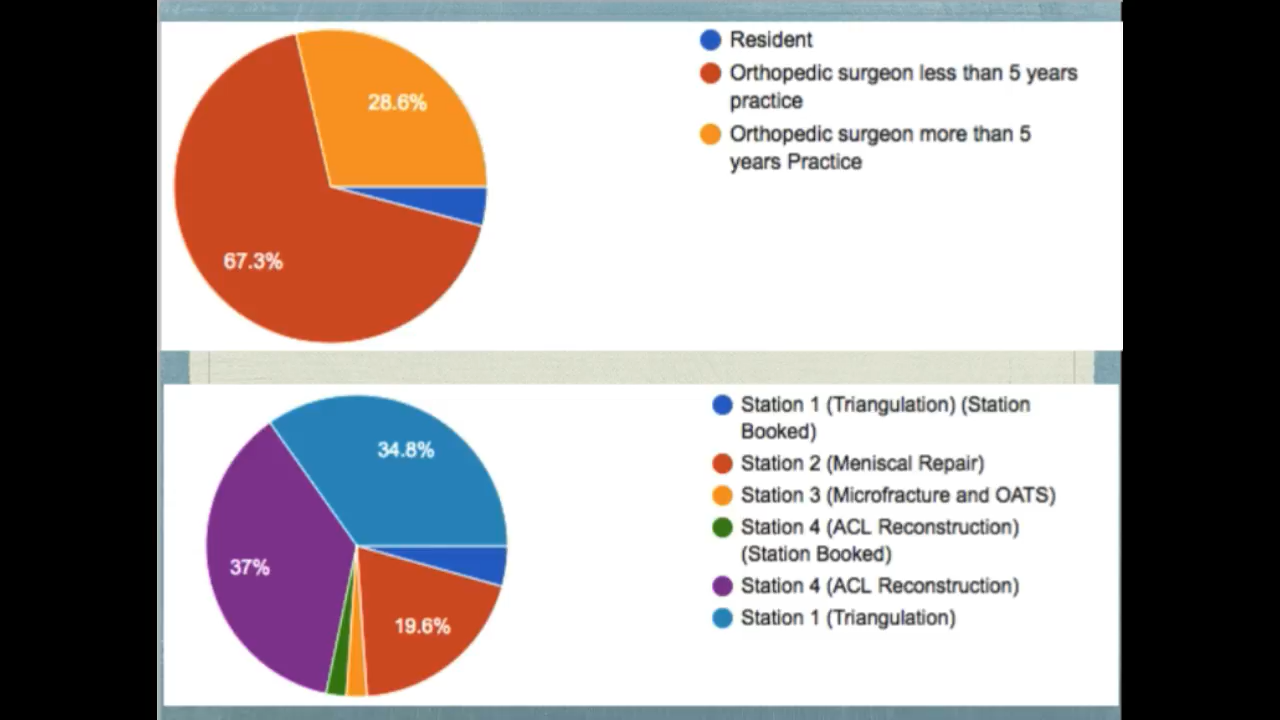 Resident
Orthopedic surgeon less than 5 years
practice
Orthopedic surgeon more than 5
years Practice
28.6%
67.3%
Station 1 (Triangulation) (Station
Booked)
Station 2 (Meniscal Repair)
Station 3 (Microfracture and OATS)
Station 4 (ACL Reconstruction)
(Station Booked)
Station 4 (ACL Reconstruction)
Station 1 (Triangulation)
34.8%
37%
19.6%